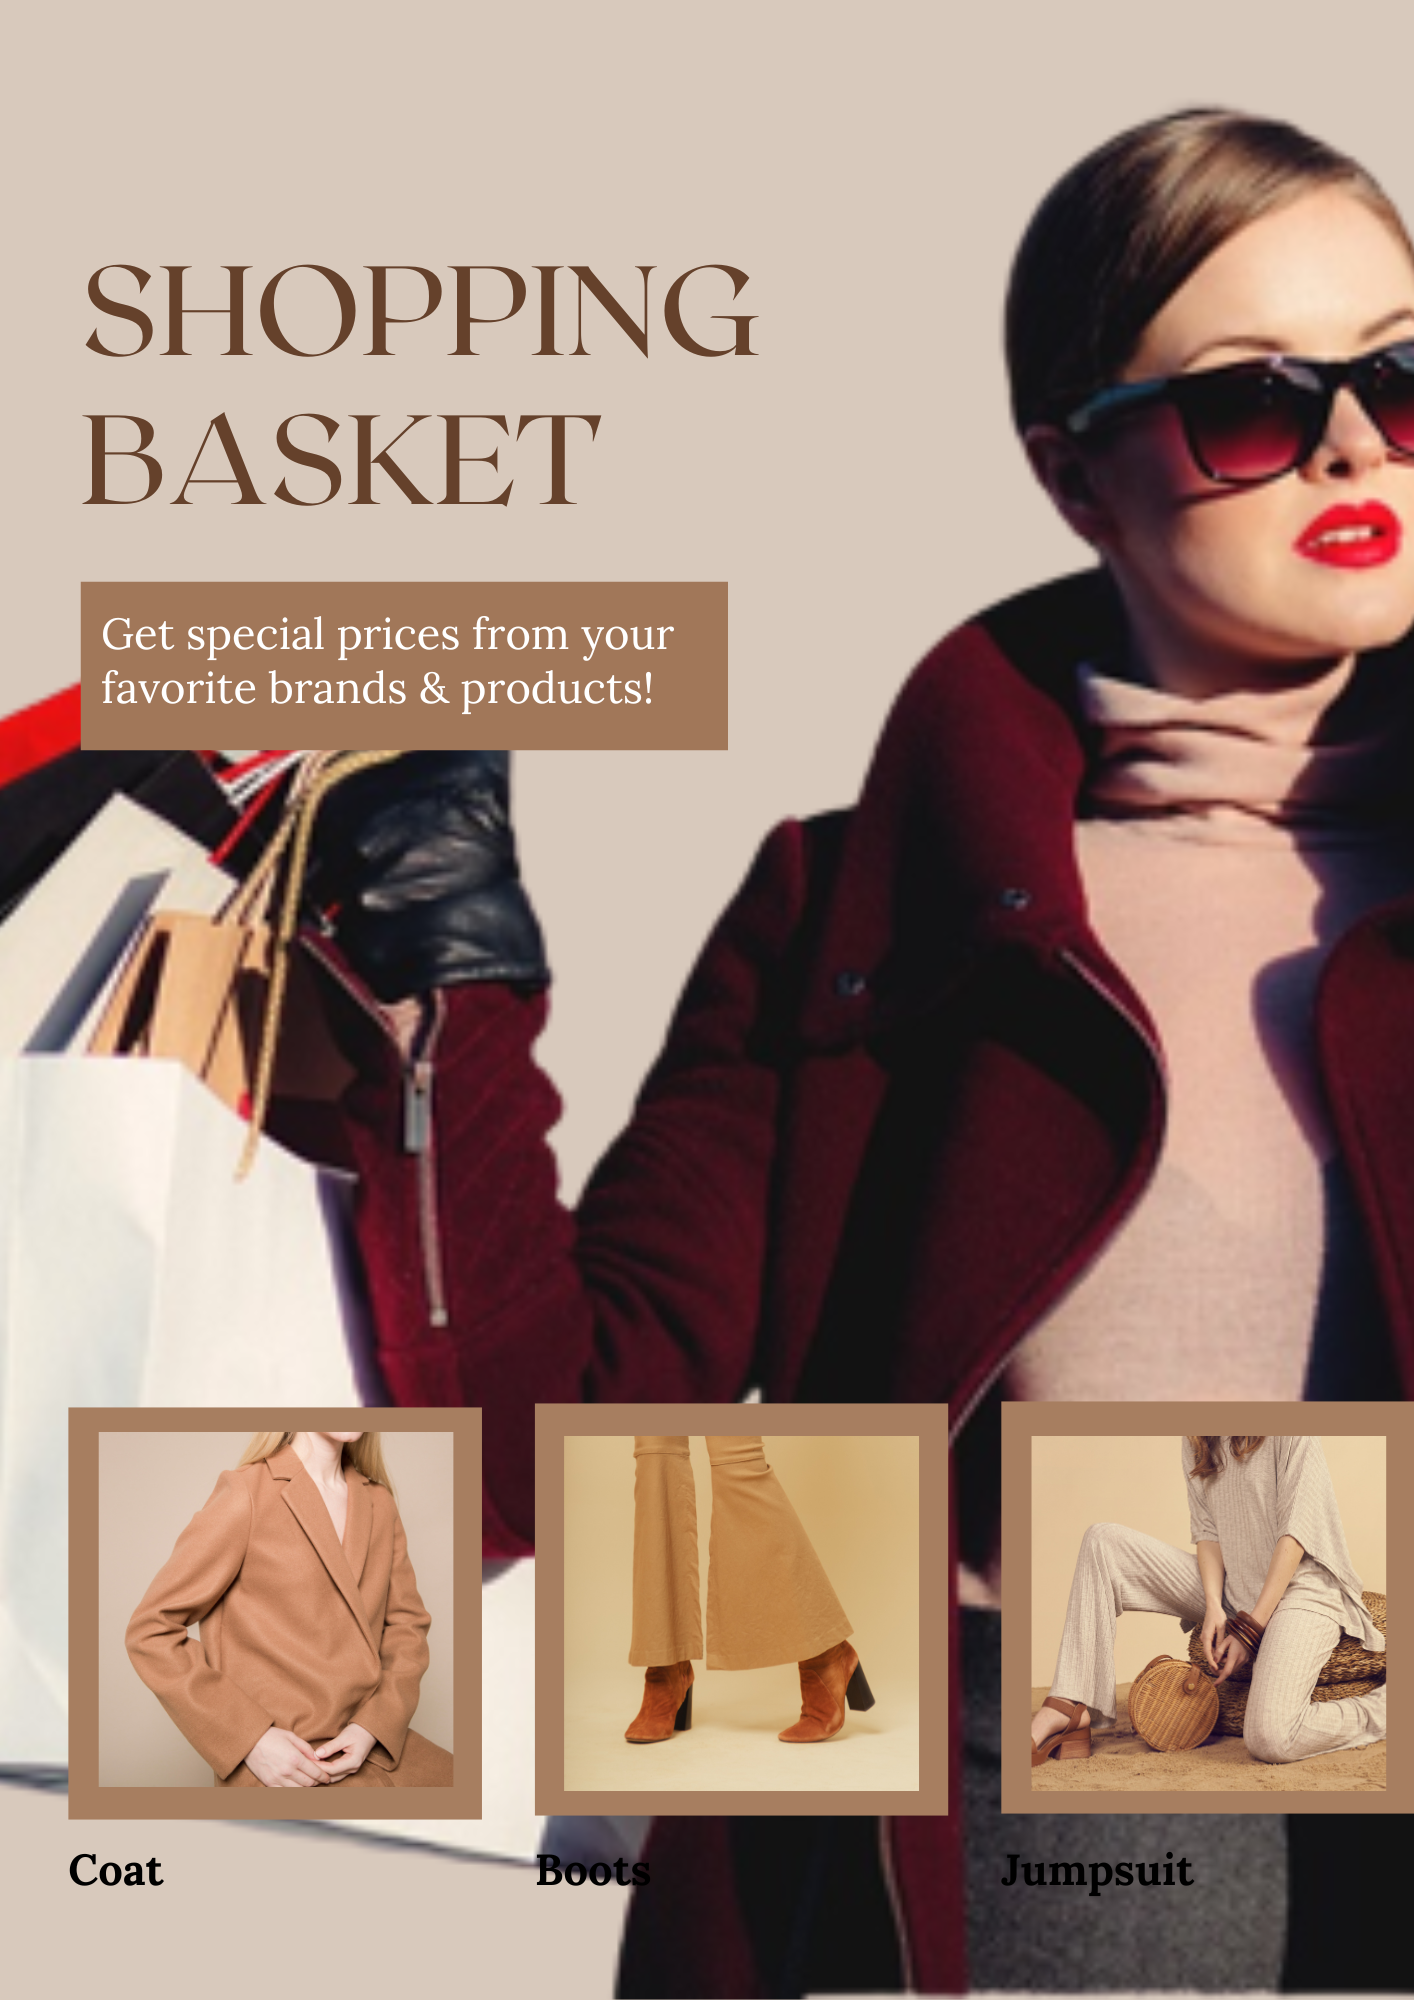 SHOPPING
BASKET
Get special prices from your
favorite brands & products!
Coat
Boots
Jumpsuit